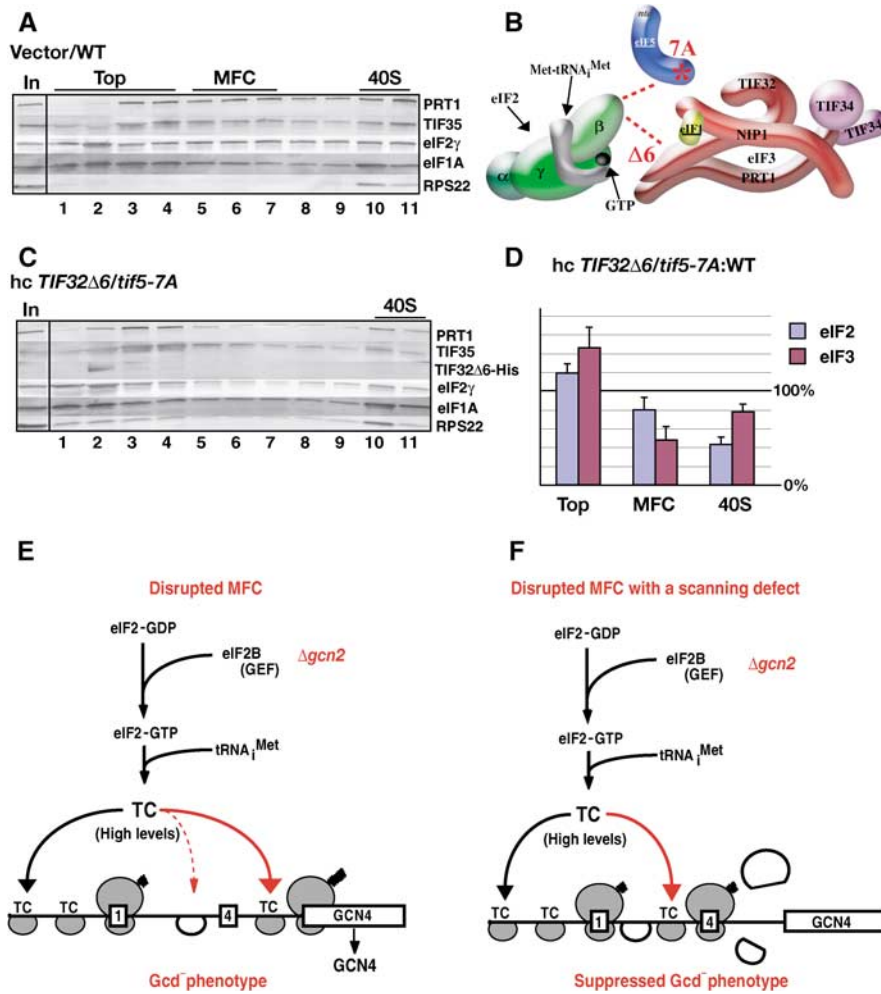 A
Vector/WT
In Top MFC 40S
PRT1
TIF35
eIF2γ
eIF1A
RPS22
1 2 3 4 5 6 7 8 9 10 11
B
eIF5
7A
Met-tRNAiMet
eIF2
β
α
γ
GTP
Δ6
eIF1
TIF32
NIP1
TIF34
TIF34
eIF3
PRT1
C
hc TIF32Δ6/tif5-7A
In 40S
PRT1
TIF35
TIF32Δ6-His
eIF2γ
eIF1A
RPS22
1 2 3 4 5 6 7 8 9 10 11
D
hc TIF32Δ6/tif5-7A:WT
eIF2
eIF3
100%
0%
Top MFC 40S
E
Disrupted MFC
eIF2-GDP
eIF2B
(GEF)
Δgcn2
eIF2-GTP
tRNAiMet
TC
(High levels)
TC TC 1 4 TC GCN4
GCN4
Gcd⁻ phenotype
F
Disrupted MFC with a scanning defect
eIF2-GDP
eIF2B
(GEF)
Δgcn2
eIF2-GTP
tRNAiMet
TC
(High levels)
TC TC 1 TC 4 GCN4
Suppressed Gcd⁻ phenotype